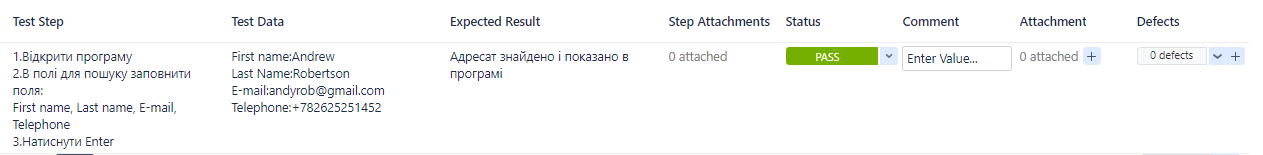 Test Step Test Data Expected Result Step Attachments Status Comment Attachment Defects
1.Відкрити програму
2.В полі для пошуку заповнити
поля:
First name, Last name, E-mail,
Telephone
3.Натиснути Enter
First name:Andrew
Last Name:Robertson
E-mail:andyrob@gmail.com
Telephone:+782625251452
Адресат знайдено і показано в
програмі
0 attached
PASS
Enter Value...
0 attached +
0 defects +